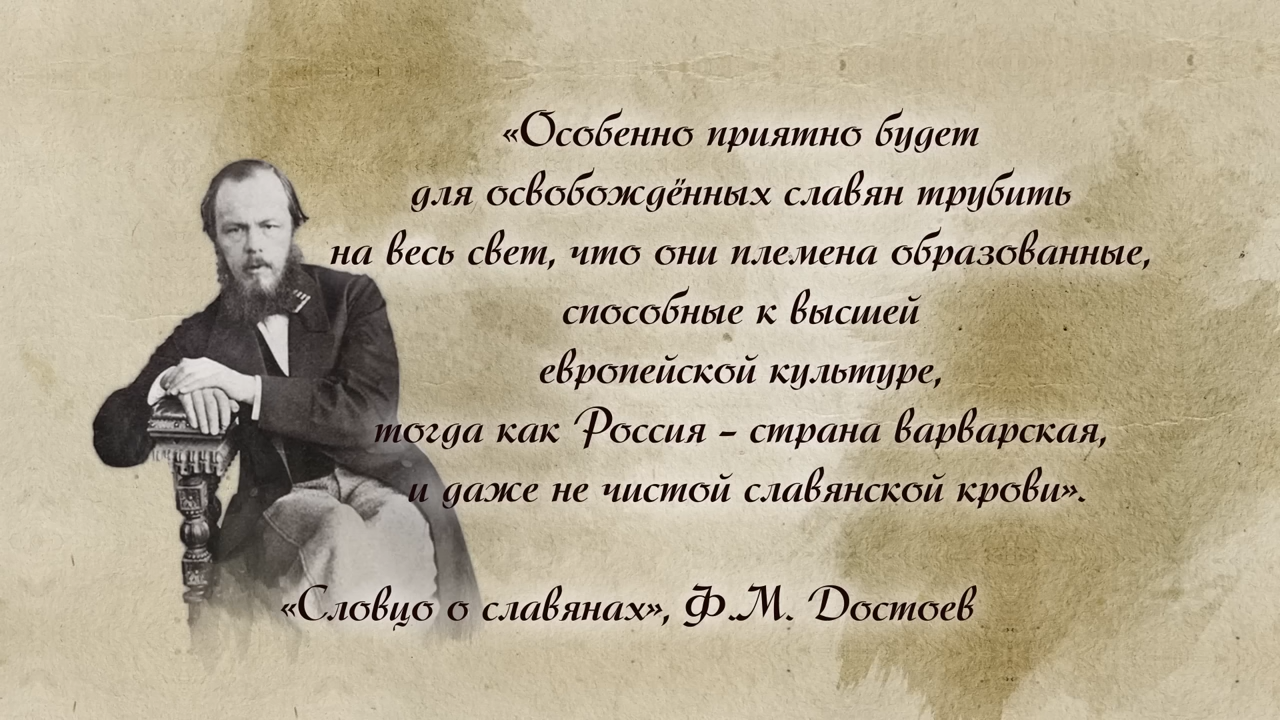 «Особенно приятно будет
для освобождённых славян трубить
на весь свет, что они племена образованные,
способные к высшей
европейской культуре,
тогда как Россия – страна варварская,
и даже не чистой славянской крови».
«Словцо о славянах», Ф.М. Достоев